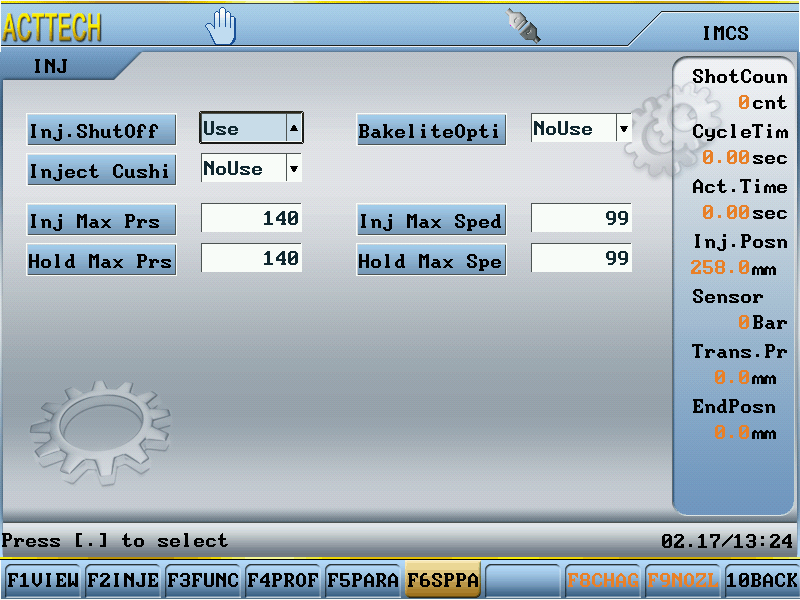 ACTTECH
IMCS
INJ
Inj.ShutOff Use BakeliteOpti NoUse
Inject Cushi NoUse
Inj Max Prs 140 Inj Max Sped 99
Hold Max Prs 140 Hold Max Spe 99
ShotCoun
0cnt
CycleTim
0.00sec
Act.Time
0.00sec
Inj.Posn
258.0mm
Sensor
0Bar
Trans.Pr
0.0mm
EndPosn
0.0mm
Press [.] to select 02.17/13:24
F1VIEW F2INJE F3FUNC F4PROF F5PARA F6SPPA F8CHAG F9NOZL 10BACK